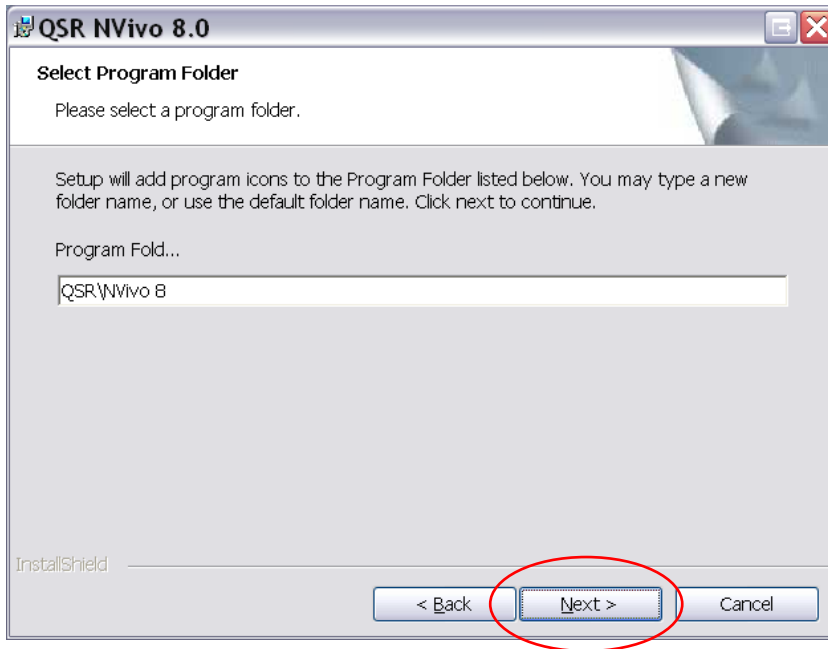 QSR NVivo 8.0
Select Program Folder
Please select a program folder.
Setup will add program icons to the Program Folder listed below. You may type a new
folder name, or use the default folder name. Click next to continue.
Program Fold...
QSR\NVivo 8
InstallShield
< Back Next > Cancel